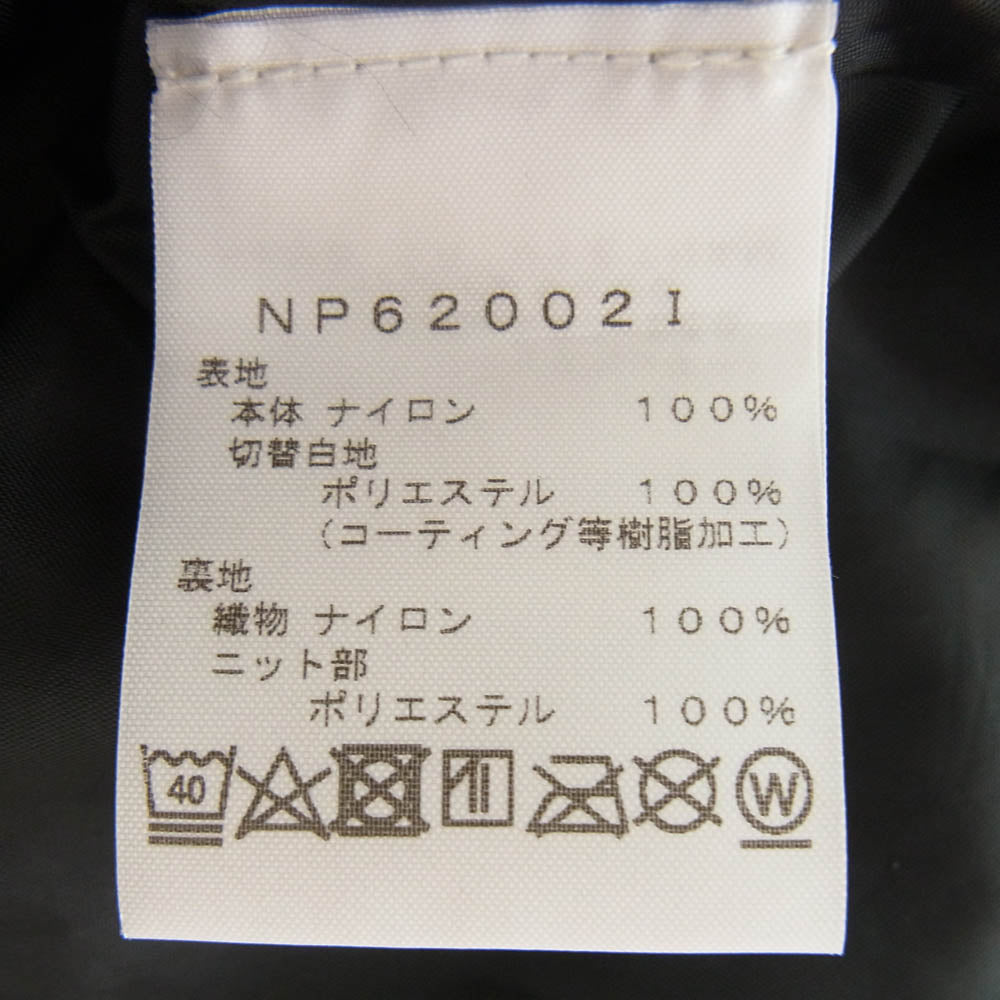 NP62002I
表地
本体 ナイロン 100%
切替白地
ポリエステル 100%
(コーティング等樹脂加工)
裏地
織物 ナイロン 100%
ニット部
ポリエステル 100%
40 W